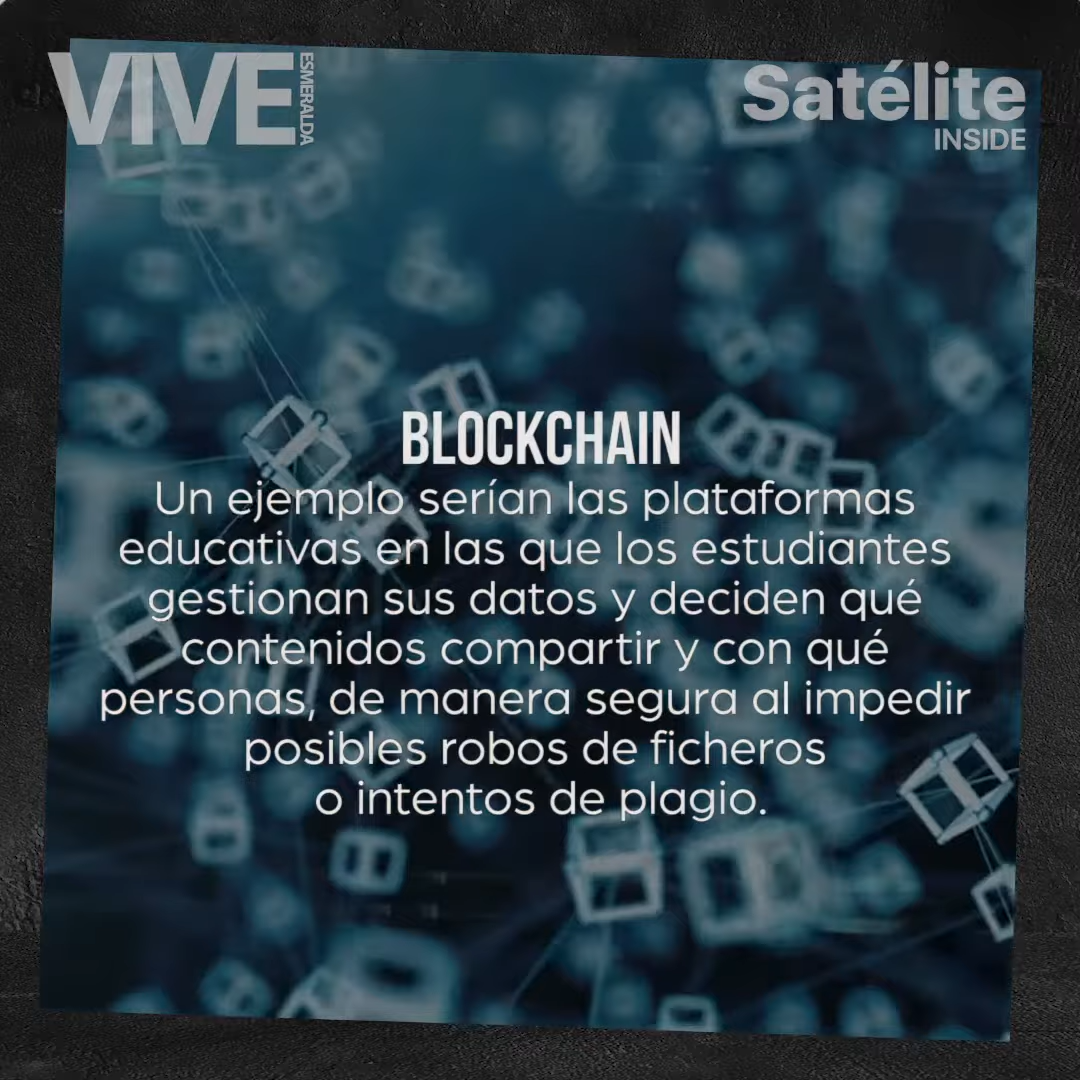 VIVE
ESMERALDA
Satélite
INSIDE
BLOCKCHAIN
Un ejemplo serían las plataformas
educativas en las que los estudiantes
gestionan sus datos y deciden qué
contenidos compartir y con qué
personas, de manera segura al impedir
posibles robos de ficheros
o intentos de plagio.